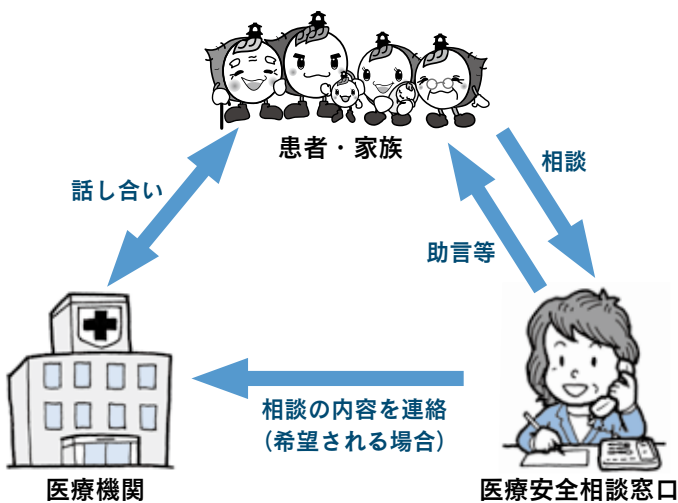 患者・家族
話し合い
相談
助言等
相談の内容を連絡
（希望される場合）
医療機関
医療安全相談窓口